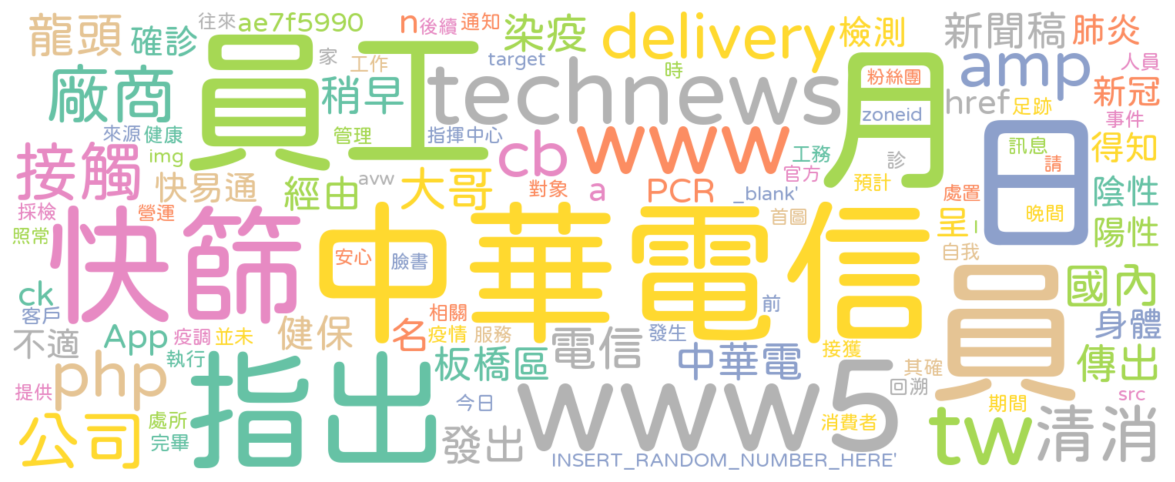 龍頭
確診
往來
ae7f5990
n
後續
通知
染疫
delivery
檢測
新聞稿
肺炎
廠商
員工
家
工作
稍早
technews
target
時
月
粉絲團
amp
人員
新冠
zoneid
href
足跡
事件
日
來源
健康
管理
指揮中心
cb
www
工務
診
訊息
請
得知
接觸
img
快易通
經由
avw
大哥
對象
a
PCR
官方
_blank'
預計
處置
陰性
採檢
營運
首圖
晚間
照常
快篩
中華電信
呈
l
陽性
自我
安心
臉書
員
國內
ck
客戶
App
疫調
並未
健保
名
相關
疫情
服務
發生
前
身體
不適
執行
電信
中華電
接獲
其確
傳出
php
指出
板橋區
www5
回溯
提供
src
今日
期間
公司
處所
完畢
發出
消費者
tw
清消
INSERT_RANDOM_NUMBER_HERE'